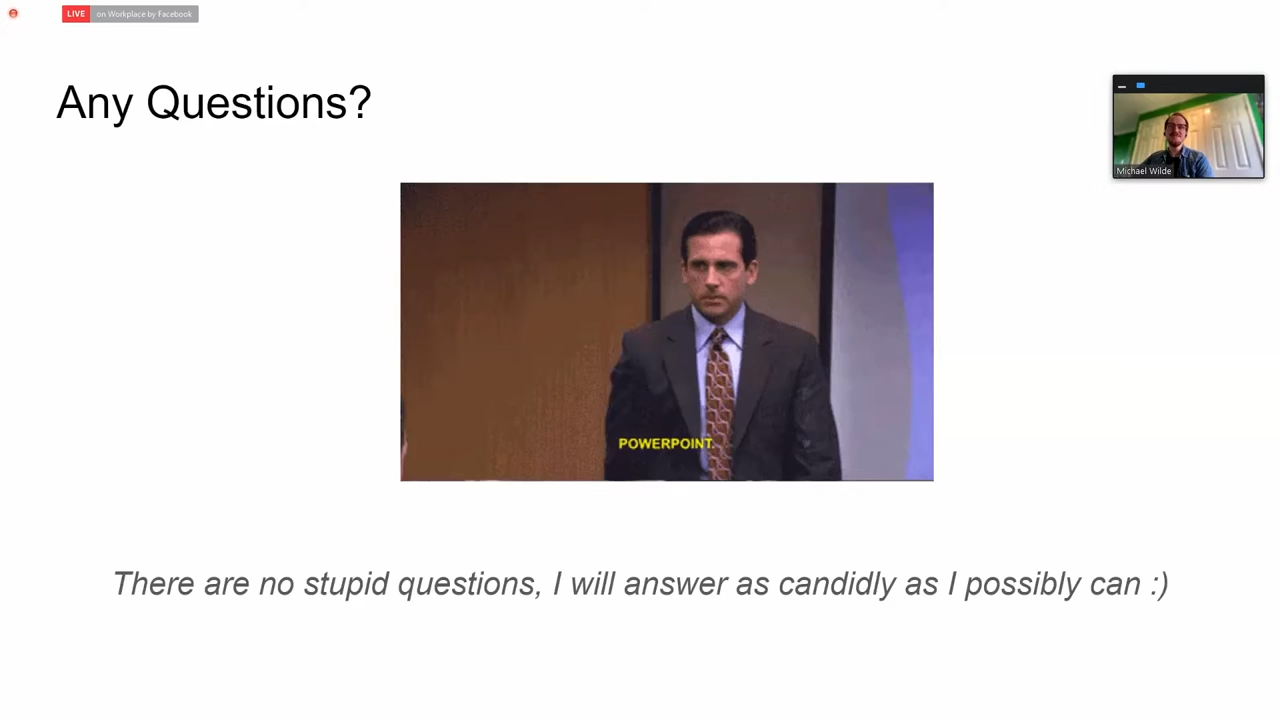 LIVE on Workplace by Facebook
Any Questions?
Michael Wilde
POWERPOINT.
There are no stupid questions, I will answer as candidly as I possibly can :)